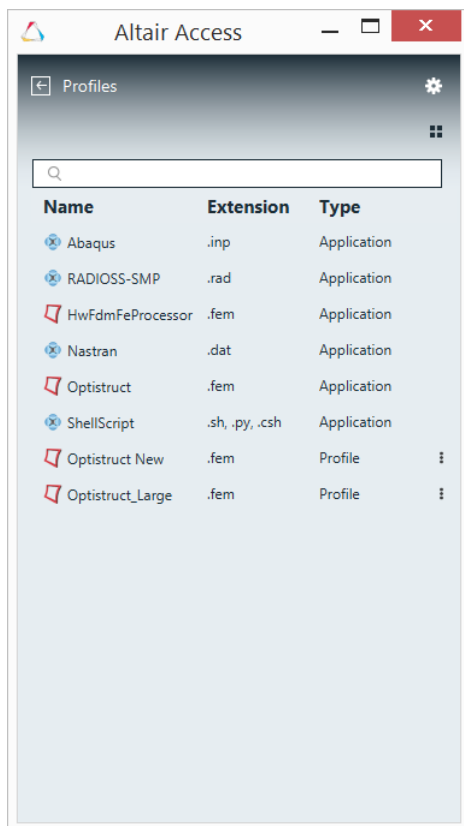 Altair Access
Profiles
Name Extension Type
Abaqus .inp Application
RADIOSS-SMP .rad Application
HwFdmFeProcessor .fem Application
Nastran .dat Application
Optistruct .fem Application
ShellScript .sh, .py, .csh Application
Optistruct New .fem Profile
Optistruct_Large .fem Profile